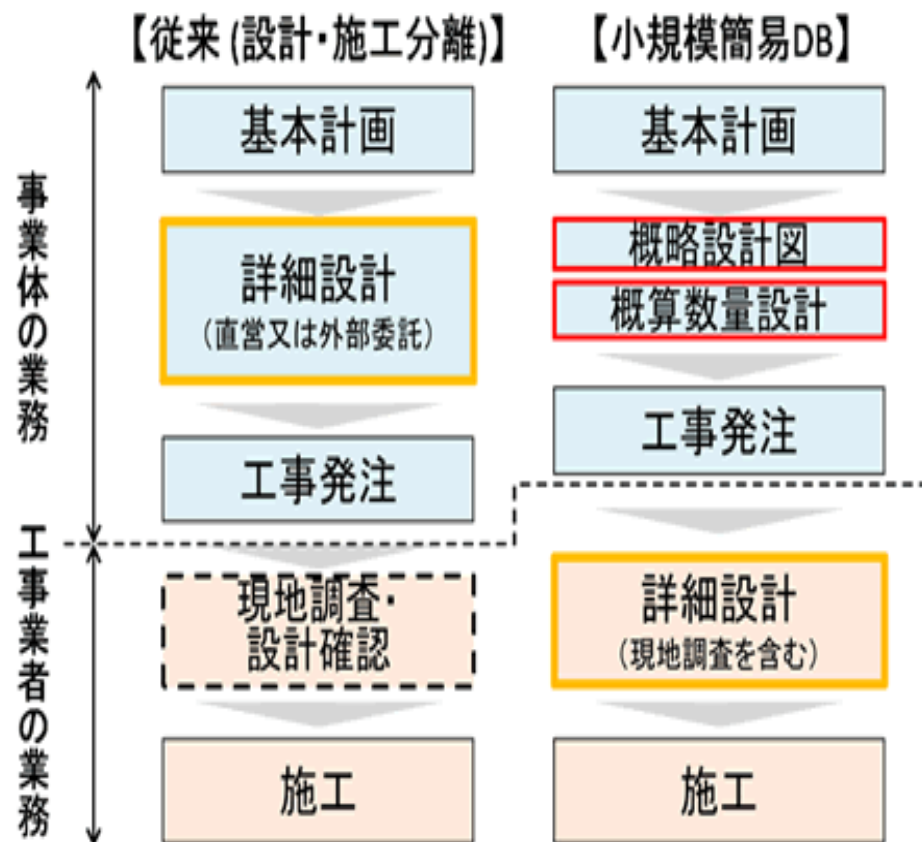 【従来 (設計・施工分離)】
【小規模簡易DB】
事業体の業務
工事業者の業務
基本計画
詳細設計
（直営又は外部委託）
工事発注
現地調査・
設計確認
施工
基本計画
概略設計図
概算数量設計
工事発注
詳細設計
（現地調査を含む）
施工